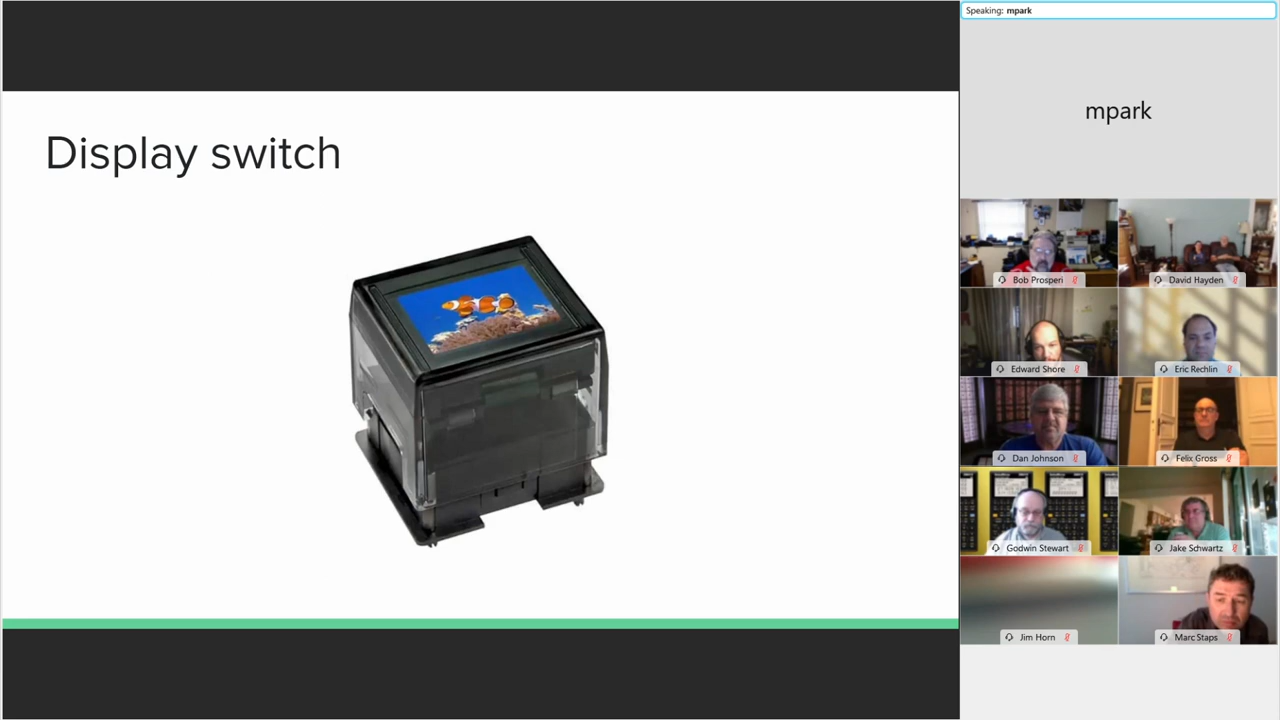 Display switch
Speaking: mpark
mpark
Bob Prosperi
David Hayden
Edward Shore
Eric Rechlin
Dan Johnson
Felix Gross
Godwin Stewart
Jake Schwartz
Jim Horn
Marc Staps